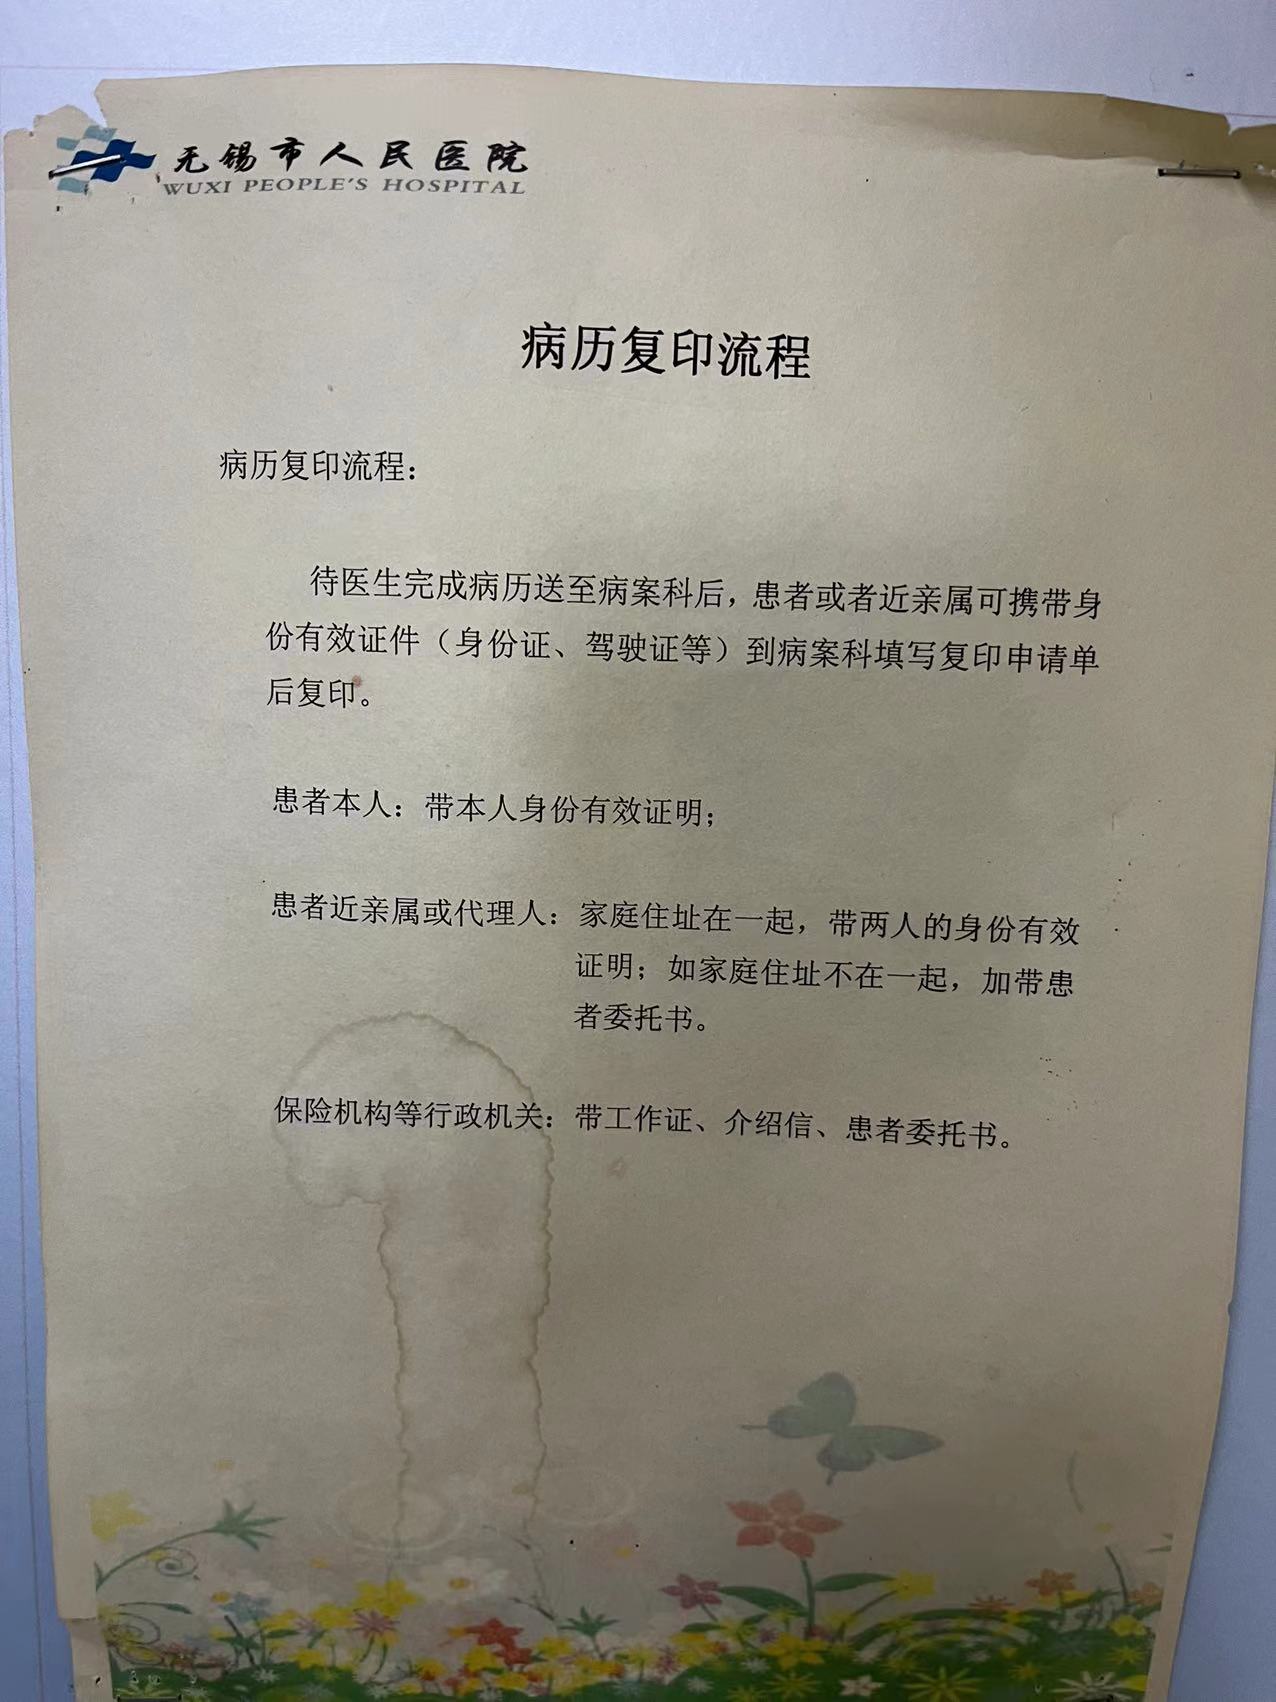 无锡市人民医院
WUXI PEOPLE'S HOSPITAL
病历复印流程
病历复印流程：
待医生完成病历送至病案科后，患者或者近亲属可携带身
份有效证件（身份证、驾驶证等）到病案科填写复印申请单
后复印。
患者本人：带本人身份有效证明；
患者近亲属或代理人：家庭住址在一起，带两人的身份有效
证明；如家庭住址不在一起，加带患
者委托书。
保险机构等行政机关：带工作证、介绍信、患者委托书。